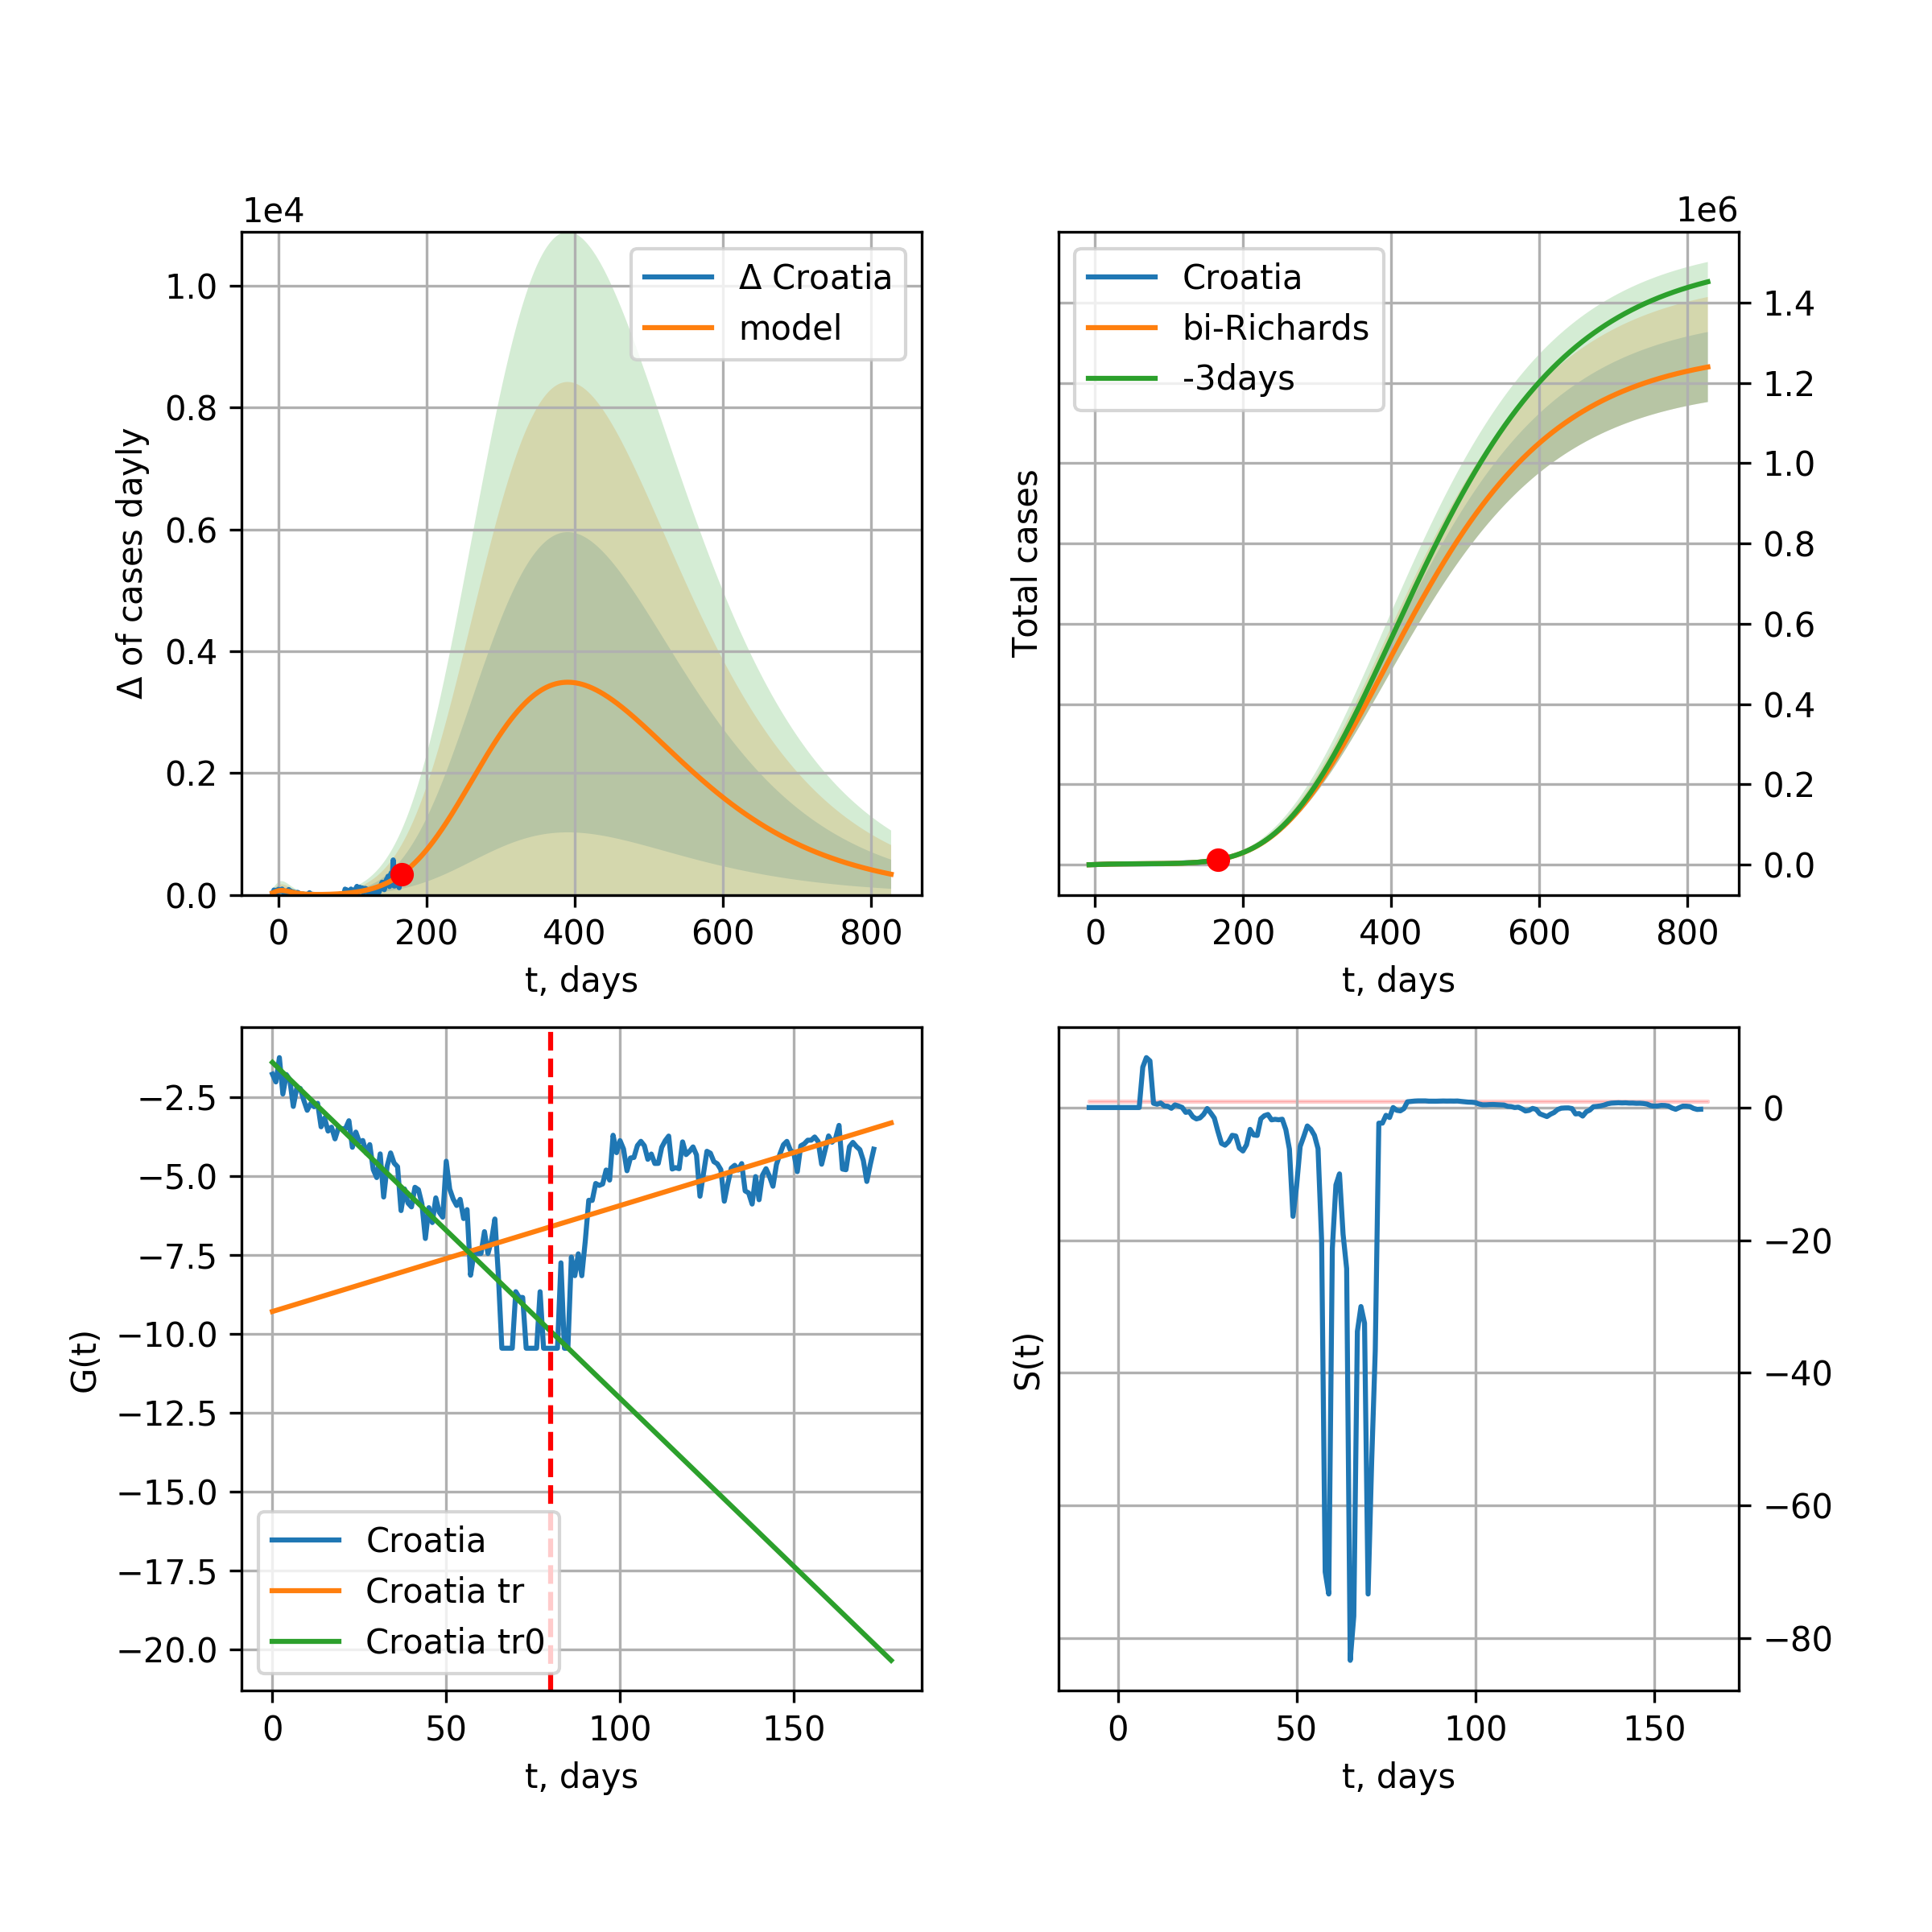 1e4
Δ of cases dayly
1.0
0.8
0.6
0.4
0.2
0.0
Δ Croatia
model
0 200 400 600 800
t, days
1e6
Total cases
Croatia
bi-Richards
-3days
1.4
1.2
1.0
0.8
0.6
0.4
0.2
0.0
0 200 400 600 800
t, days
G(t)
−2.5
−5.0
−7.5
−10.0
−12.5
−15.0
−17.5
−20.0
Croatia
Croatia tr
Croatia tr0
0 50 100 150
t, days
S(t)
0
−20
−40
−60
−80
0 50 100 150
t, days